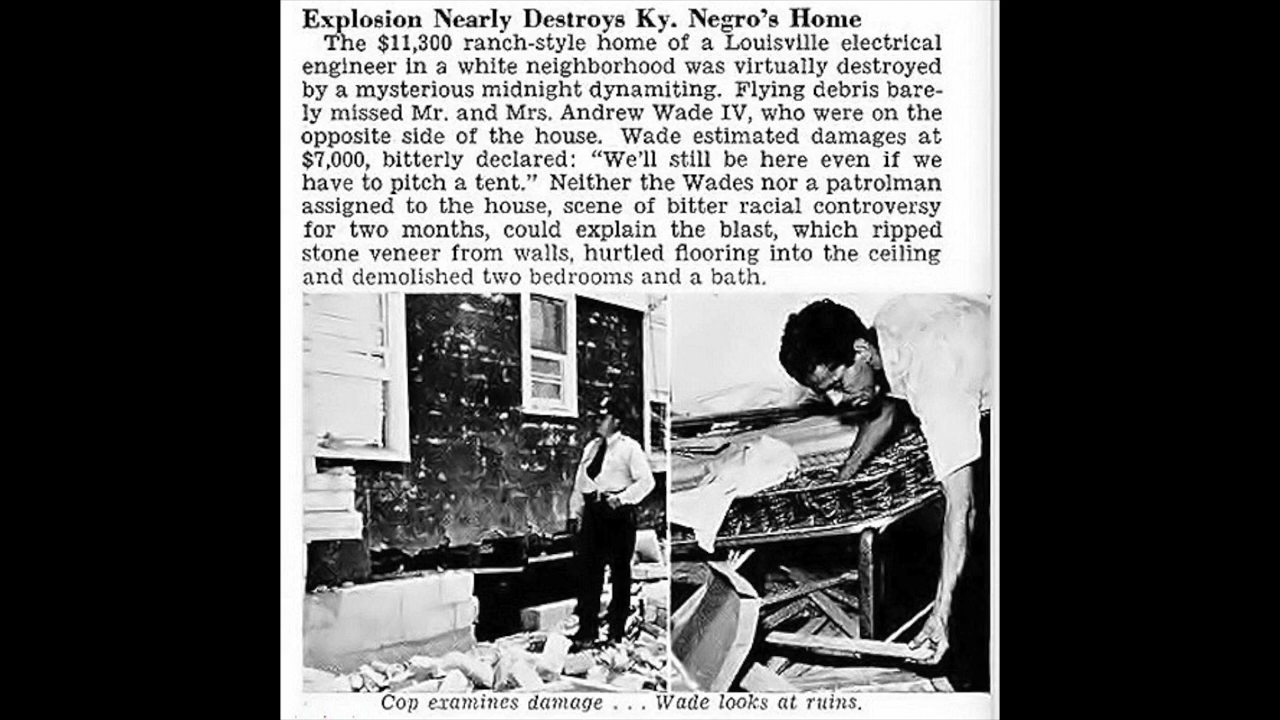 Explosion Nearly Destroys Ky. Negro's Home
The $11,300 ranch-style home of a Louisville electrical
engineer in a white neighborhood was virtually destroyed
by a mysterious midnight dynamiting. Flying debris bare-
ly missed Mr. and Mrs. Andrew Wade IV, who were on the
opposite side of the house. Wade estimated damages at
$7,000, bitterly declared: "We'll still be here even if we
have to pitch a tent." Neither the Wades nor a patrolman
assigned to the house, scene of bitter racial controversy
for two months, could explain the blast, which ripped
stone veneer from walls, hurtled flooring into the ceiling
and demolished two bedrooms and a bath.
Cop examines damage . . . Wade looks at ruins.